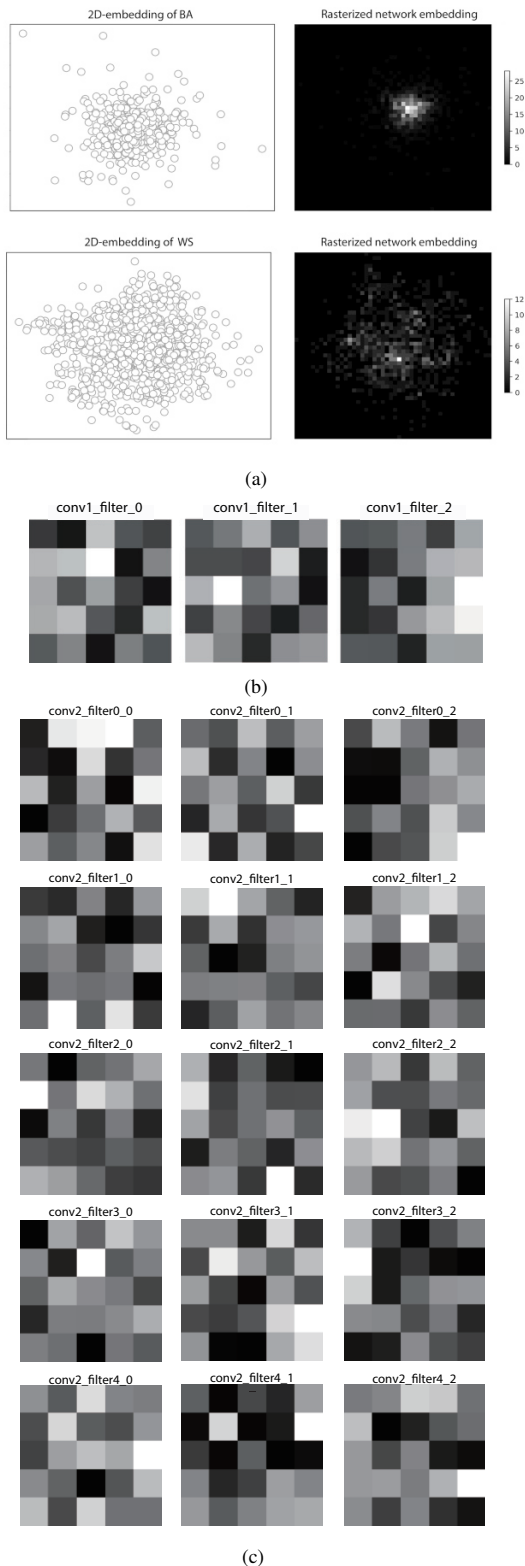 2D-embedding of BA
Rasterized network embedding
25
20
15
10
5
0
2D-embedding of WS
Rasterized network embedding
12
10
8
6
4
2
0
(a)
conv1_filter_0 conv1_filter_1 conv1_filter_2
(b)
conv2_filter0_0 conv2_filter0_1 conv2_filter0_2
conv2_filter1_0 conv2_filter1_1 conv2_filter1_2
conv2_filter2_0 conv2_filter2_1 conv2_filter2_2
conv2_filter3_0 conv2_filter3_1 conv2_filter3_2
conv2_filter4_0 conv2_filter4_1 conv2_filter4_2
(c)